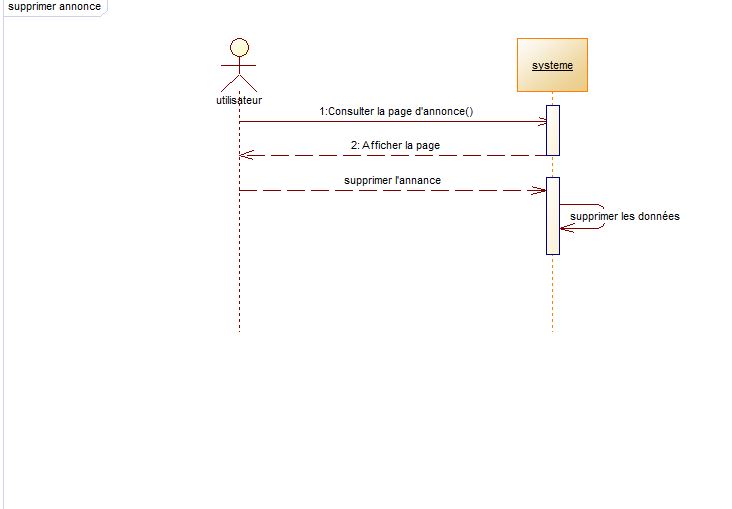 supprimer annonce
systeme
utilisateur
1:Consulter la page d'annonce()
2: Afficher la page
supprimer l'annance
supprimer les données